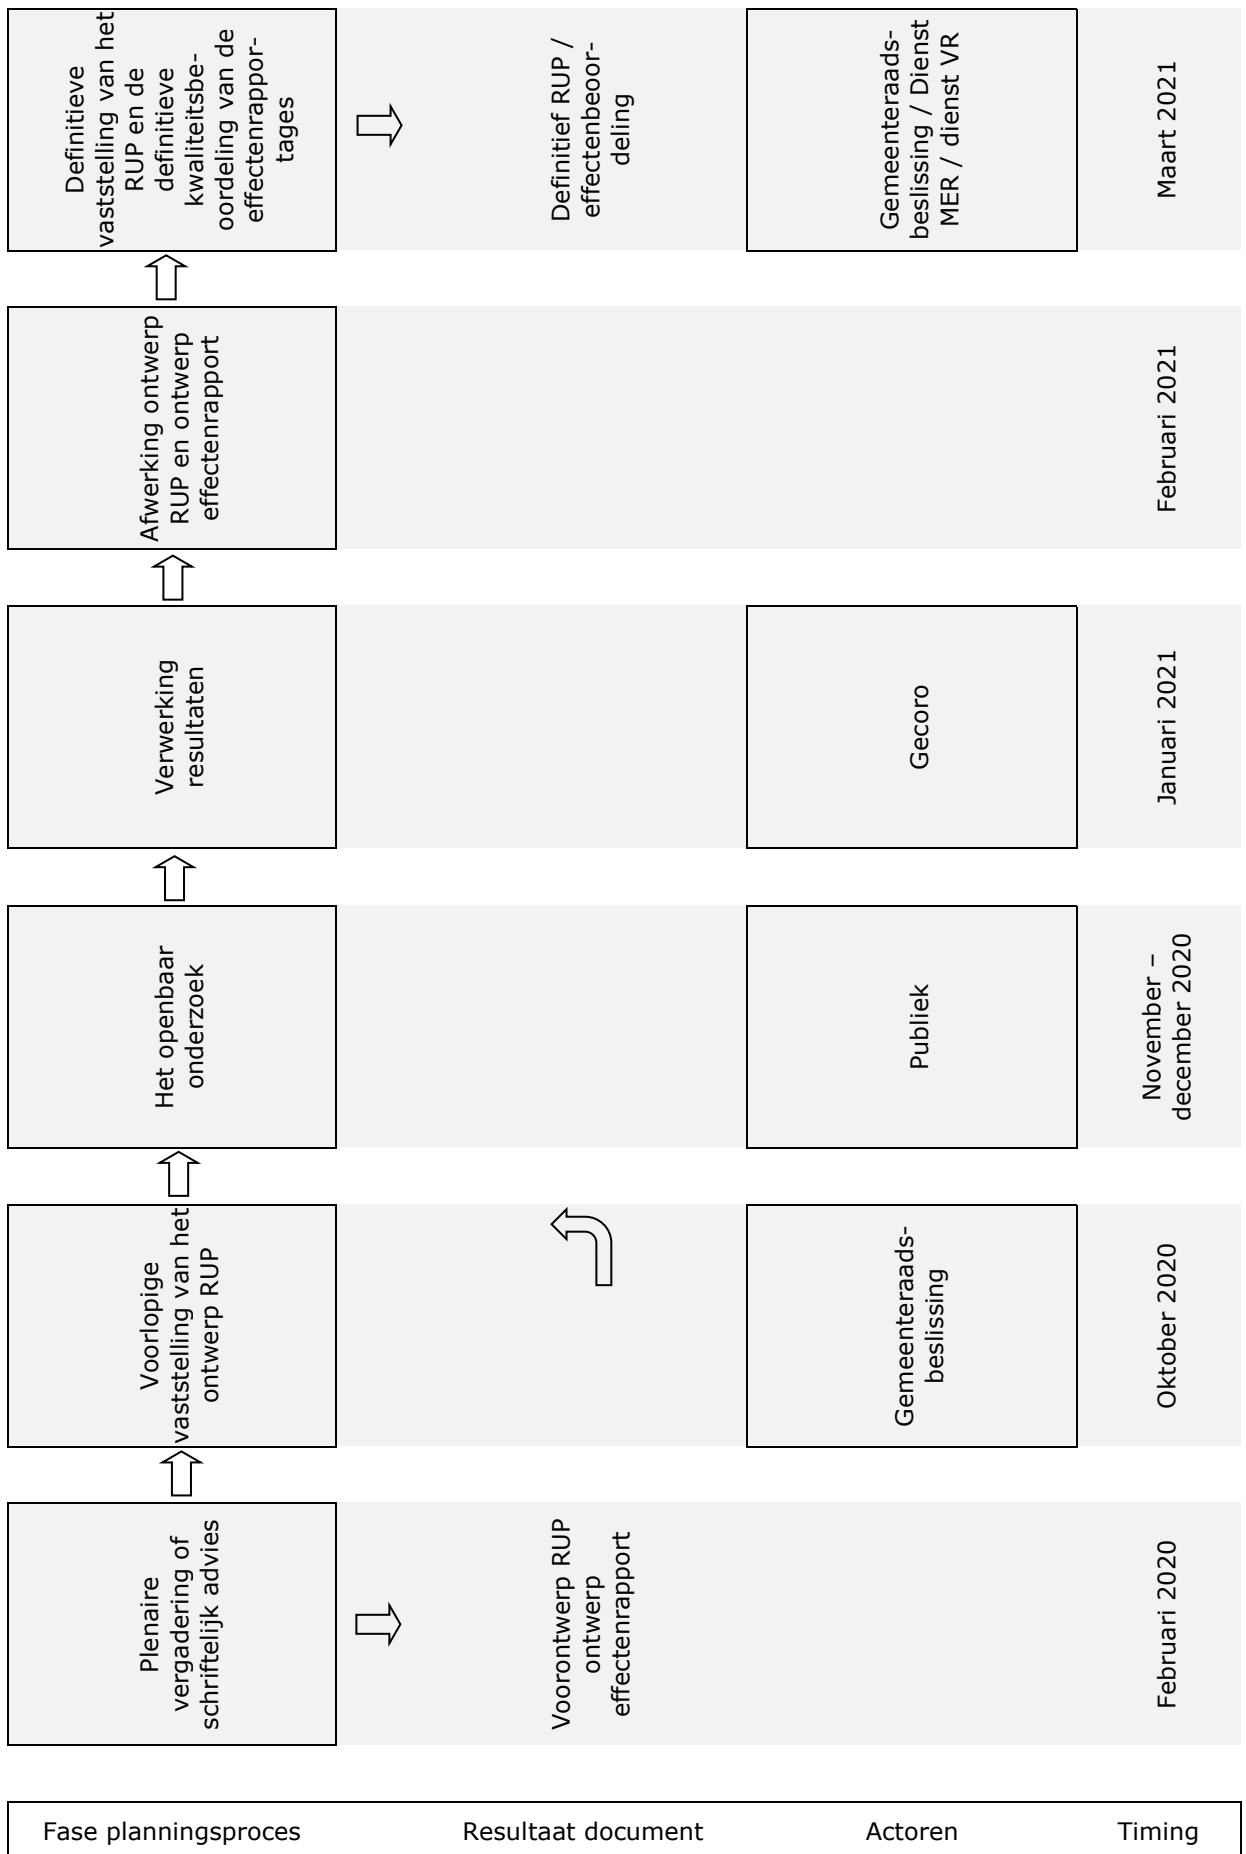 Definitieve
vaststelling van het
RUP en de
definitieve
kwaliteitsbe-
oordeling van de
effectenrappor-
tages
Definitief RUP /
effectenbeoor-
deling
Gemeenteraads-
beslissing / Dienst
MER / dienst VR
Maart 2021
Afwerking ontwerp
RUP en ontwerp
effectenrapport
Februari 2021
Verwerking
resultaten
Gecoro
Januari 2021
Het openbaar
onderzoek
Publiek
November –
december 2020
Voorlopige
vaststelling van het
ontwerp RUP
Gemeenteraads-
beslissing
Oktober 2020
Plenaire
vergadering of
schriftelijk advies
Voorontwerp RUP
ontwerp
effectenrapport
Februari 2020
Fase planningsproces
Resultaat document
Actoren
Timing